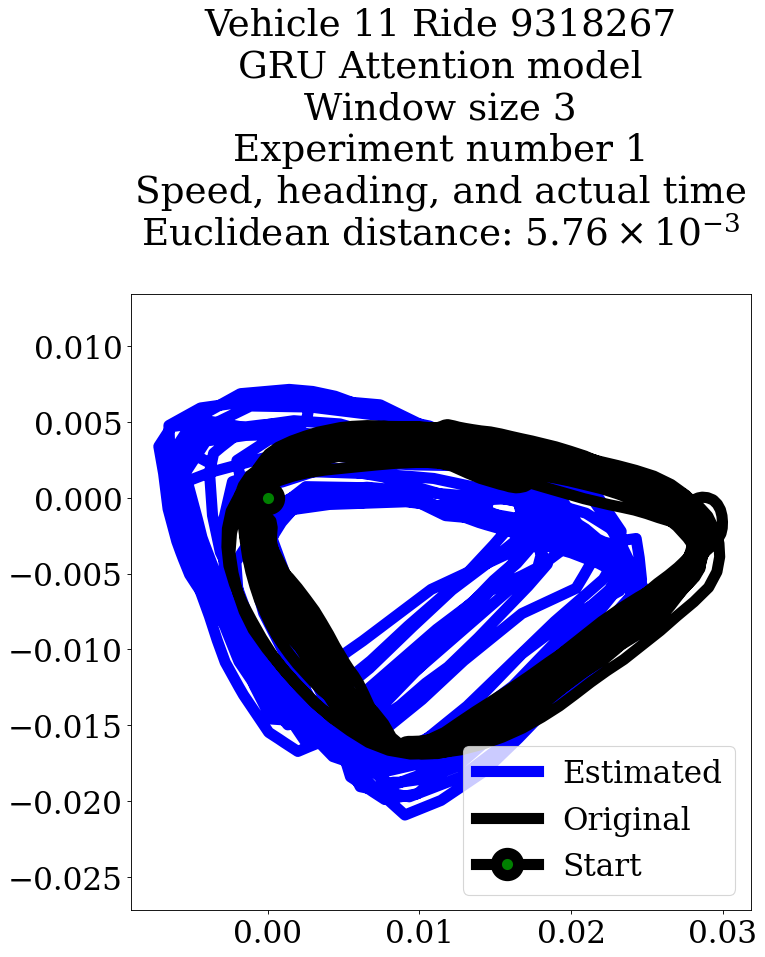 Vehicle 11 Ride 9318267
GRU Attention model
Window size 3
Experiment number 1
Speed, heading, and actual time
Euclidean distance: 5.76 × 10⁻³
0.010
0.005
0.000
−0.005
−0.010
−0.015
−0.020
−0.025
Estimated
Original
Start
0.00 0.01 0.02 0.03